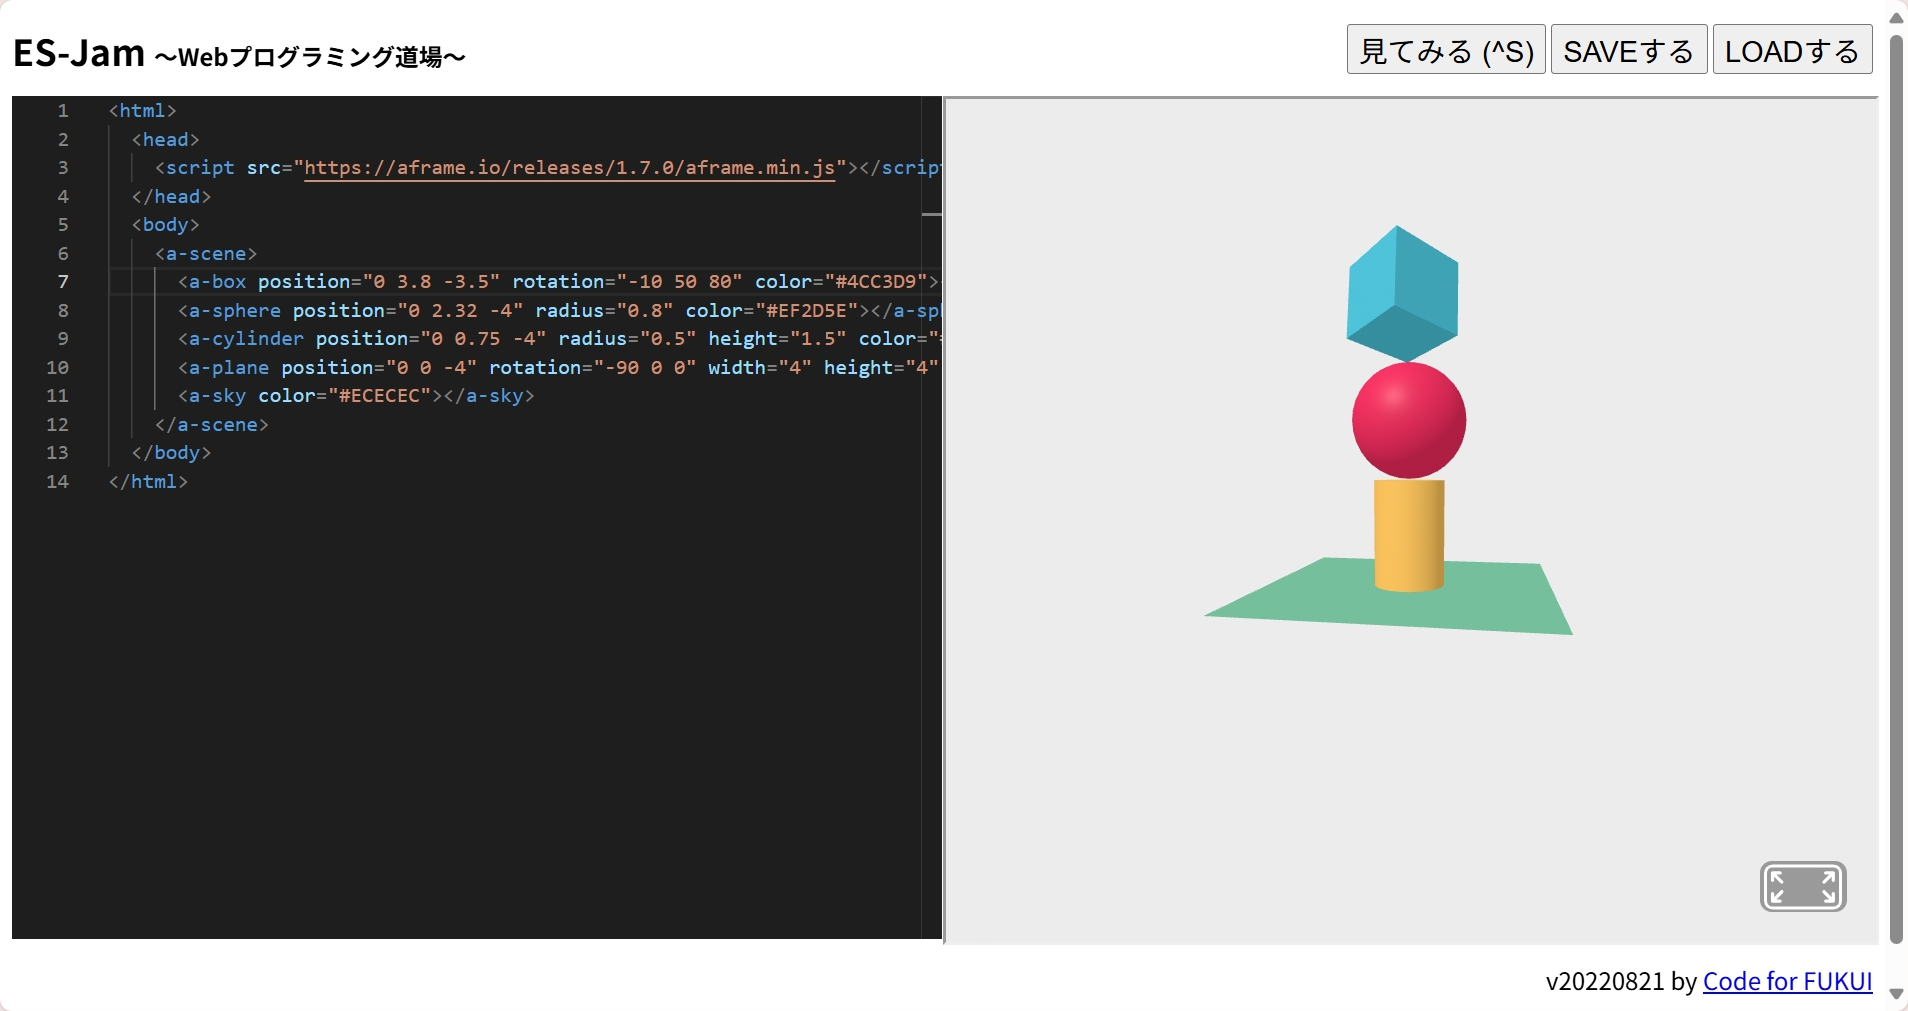 ES-Jam ～Webプログラミング道場～
見てみる (^S) SAVEする LOADする
1 <html>
2 <head>
3 <script src="https://aframe.io/releases/1.7.0/aframe.min.js"></script
4 </head>
5 <body>
6 <a-scene>
7 <a-box position="0 3.8 -3.5" rotation="-10 50 80" color="#4CC3D9">
8 <a-sphere position="0 2.32 -4" radius="0.8" color="#EF2D5E"></a-sph
9 <a-cylinder position="0 0.75 -4" radius="0.5" height="1.5" color="
10 <a-plane position="0 0 -4" rotation="-90 0 0" width="4" height="4"
11 <a-sky color="#ECECEC"></a-sky>
12 </a-scene>
13 </body>
14 </html>
v20220821 by Code for FUKUI